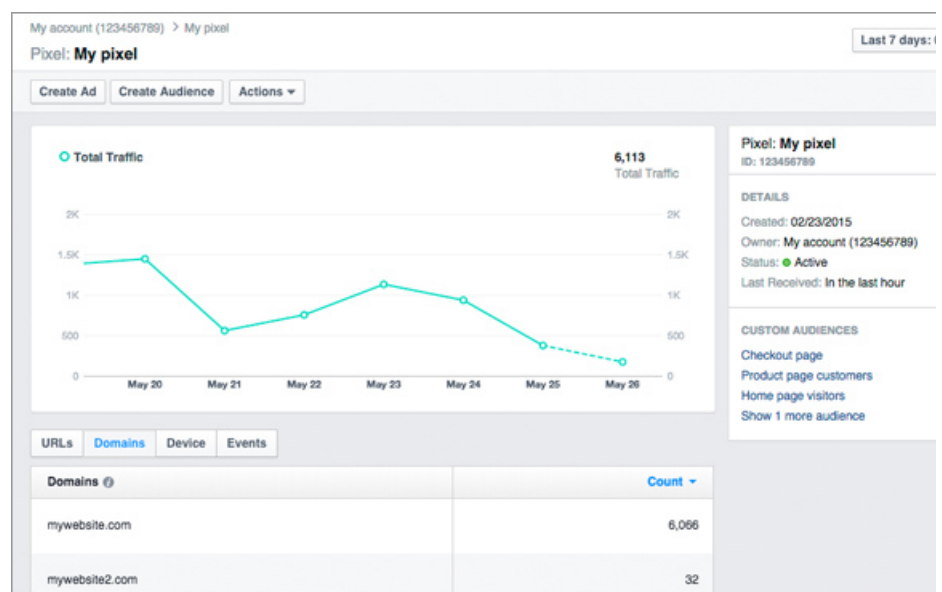 My account (123456789) > My pixel
Pixel: My pixel
Last 7 days:
Create Ad Create Audience Actions
Total Traffic
6,113
Total Traffic
2K 2K
1.5K 1.5K
1K 1K
500 500
0 0
May 20 May 21 May 22 May 23 May 24 May 25 May 26
Pixel: My pixel
ID: 123456789
DETAILS
Created: 02/23/2015
Owner: My account (123456789)
Status: Active
Last Received: In the last hour
CUSTOM AUDIENCES
Checkout page
Product page customers
Home page visitors
Show 1 more audience
URLs Domains Device Events
Domains Count
mywebsite.com 6,066
mywebsite2.com 32